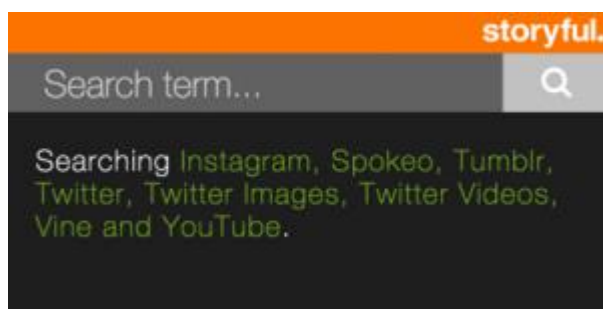 storyful.
Search term...
Searching Instagram, Spokeo, Tumblr,
Twitter, Twitter Images, Twitter Videos,
Vine and YouTube.